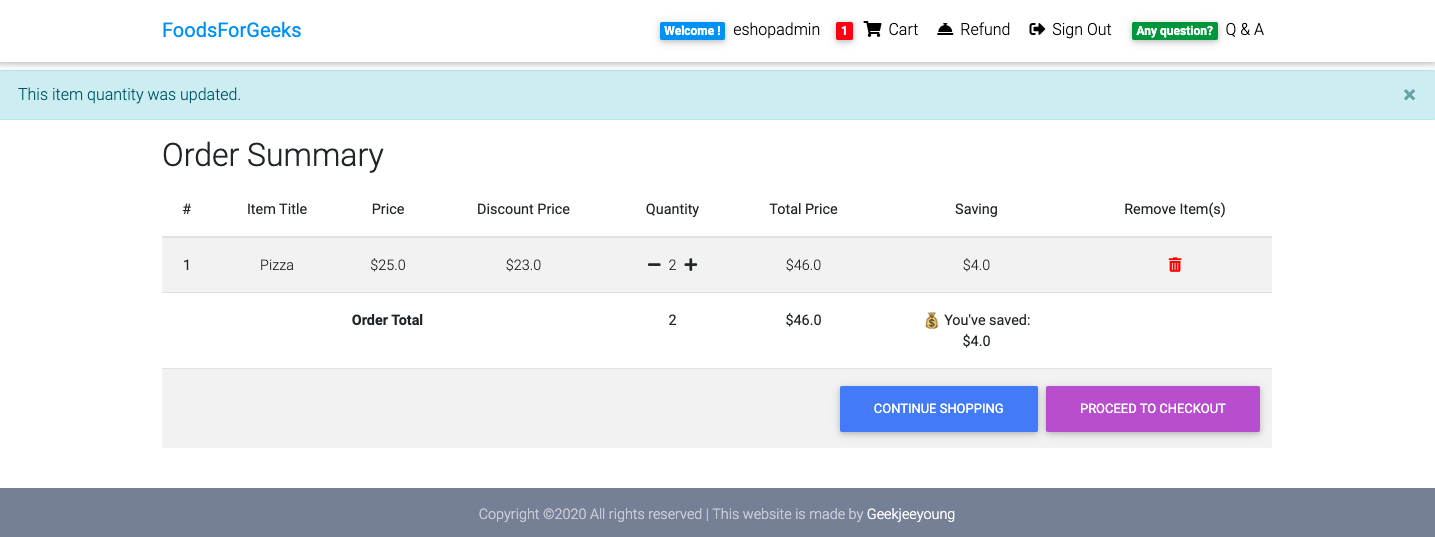 FoodsForGeeks Welcome ! eshopadmin 1 Cart Refund Sign Out Any question? Q & A
This item quantity was updated. ×
Order Summary
# Item Title Price Discount Price Quantity Total Price Saving Remove Item(s)
1 Pizza $25.0 $23.0 2 $46.0 $4.0
Order Total 2 $46.0 You've saved:
$4.0
CONTINUE SHOPPING PROCEED TO CHECKOUT
Copyright ©2020 All rights reserved | This website is made by Geekjeeyoung